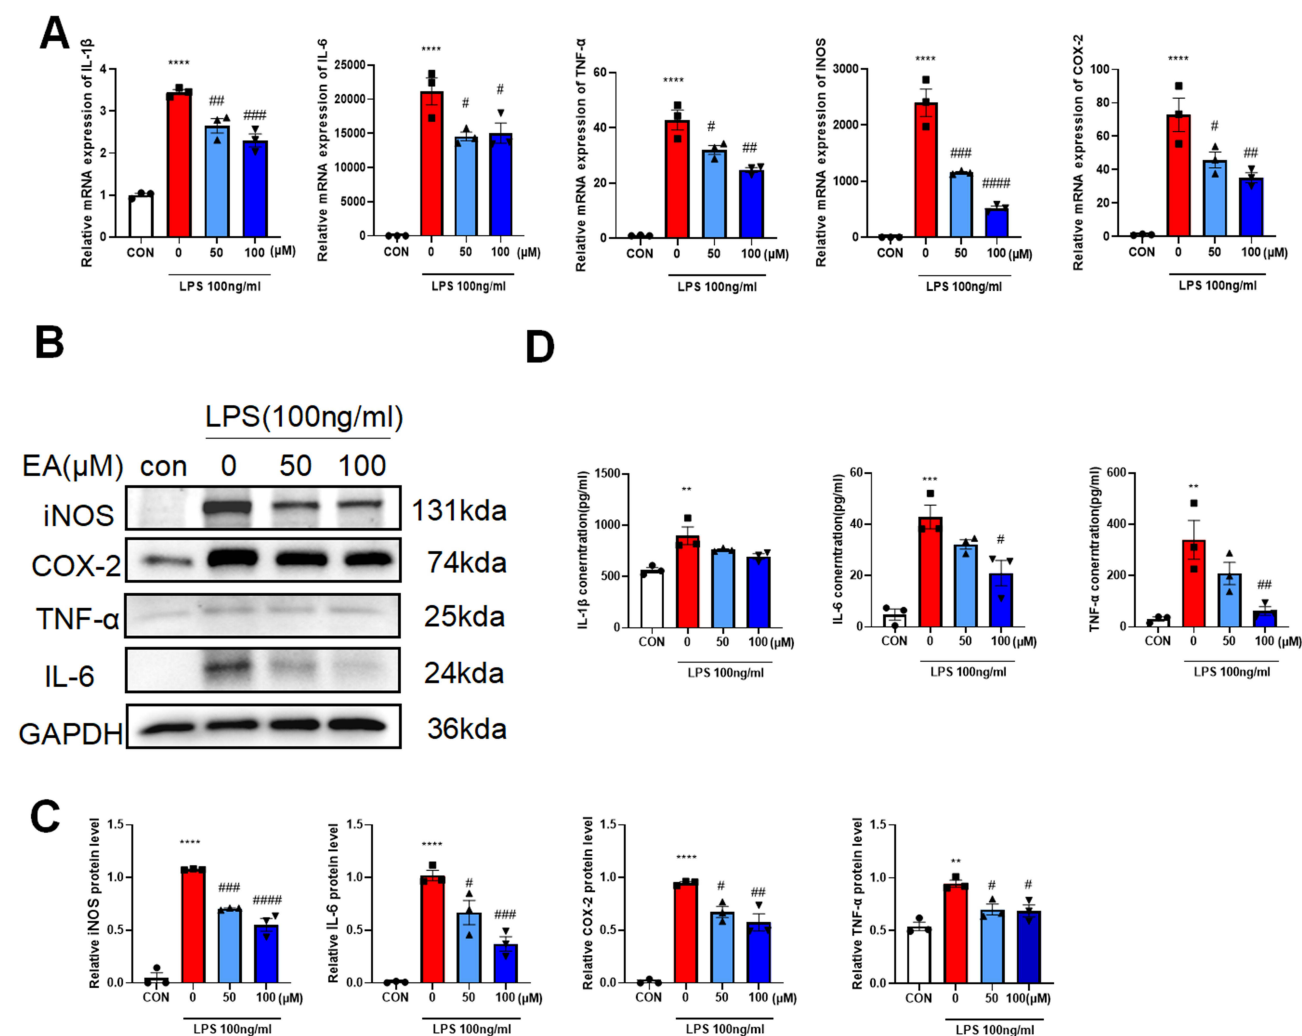 A
Relative mRNA expression of IL-1β
4
3
2
1
0
****
##
###
CON
0
50
100 (μM)
LPS 100ng/ml
Relative mRNA expression of IL-6
25000
20000
15000
10000
5000
0
****
#
#
CON
0
50
100 (μM)
LPS 100ng/ml
Relative mRNA expression of TNF-α
60
40
20
0
****
#
##
CON
0
50
100 (μM)
LPS 100ng/ml
Relative mRNA expression of iNOS
3000
2000
1000
0
****
###
####
CON
0
50
100 (μM)
LPS 100ng/ml
Relative mRNA expression of COX-2
100
80
60
40
20
0
****
#
##
CON
0
50
100 (μM)
LPS 100ng/ml
B
LPS(100ng/ml)
EA(μM) con 0 50 100
iNOS 131kda
COX-2 74kda
TNF-α 25kda
IL-6 24kda
GAPDH 36kda
D
IL-1β conerntration(pg/ml)
1500
1000
500
0
**
CON
0
50
100 (μM)
LPS 100ng/ml
IL-6 conerntration(pg/ml)
60
40
20
0
***
#
CON
0
50
100 (μM)
LPS 100ng/ml
TNF-α conerntration(pg/ml)
600
400
200
0
**
##
CON
0
50
100 (μM)
LPS 100ng/ml
C
Relative iNOS protein level
1.5
1.0
0.5
0.0
****
###
####
CON
0
50
100 (μM)
LPS 100ng/ml
Relative IL-6 protein level
1.5
1.0
0.5
0.0
****
#
###
CON
0
50
100 (μM)
LPS 100ng/ml
Relative COX-2 protein level
1.5
1.0
0.5
0.0
****
#
##
CON
0
50
100 (μM)
LPS 100ng/ml
Relative TNF-α protein level
1.5
1.0
0.5
0.0
**
#
#
CON
0
50
100(μM)
LPS 100ng/ml